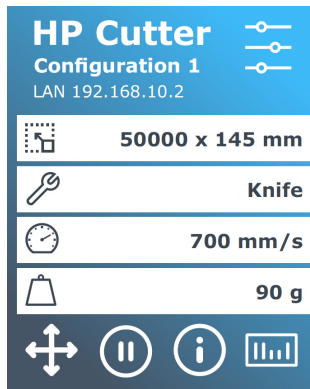 HP Cutter
Configuration 1
LAN 192.168.10.2
50000 x 145 mm
Knife
700 mm/s
90 g